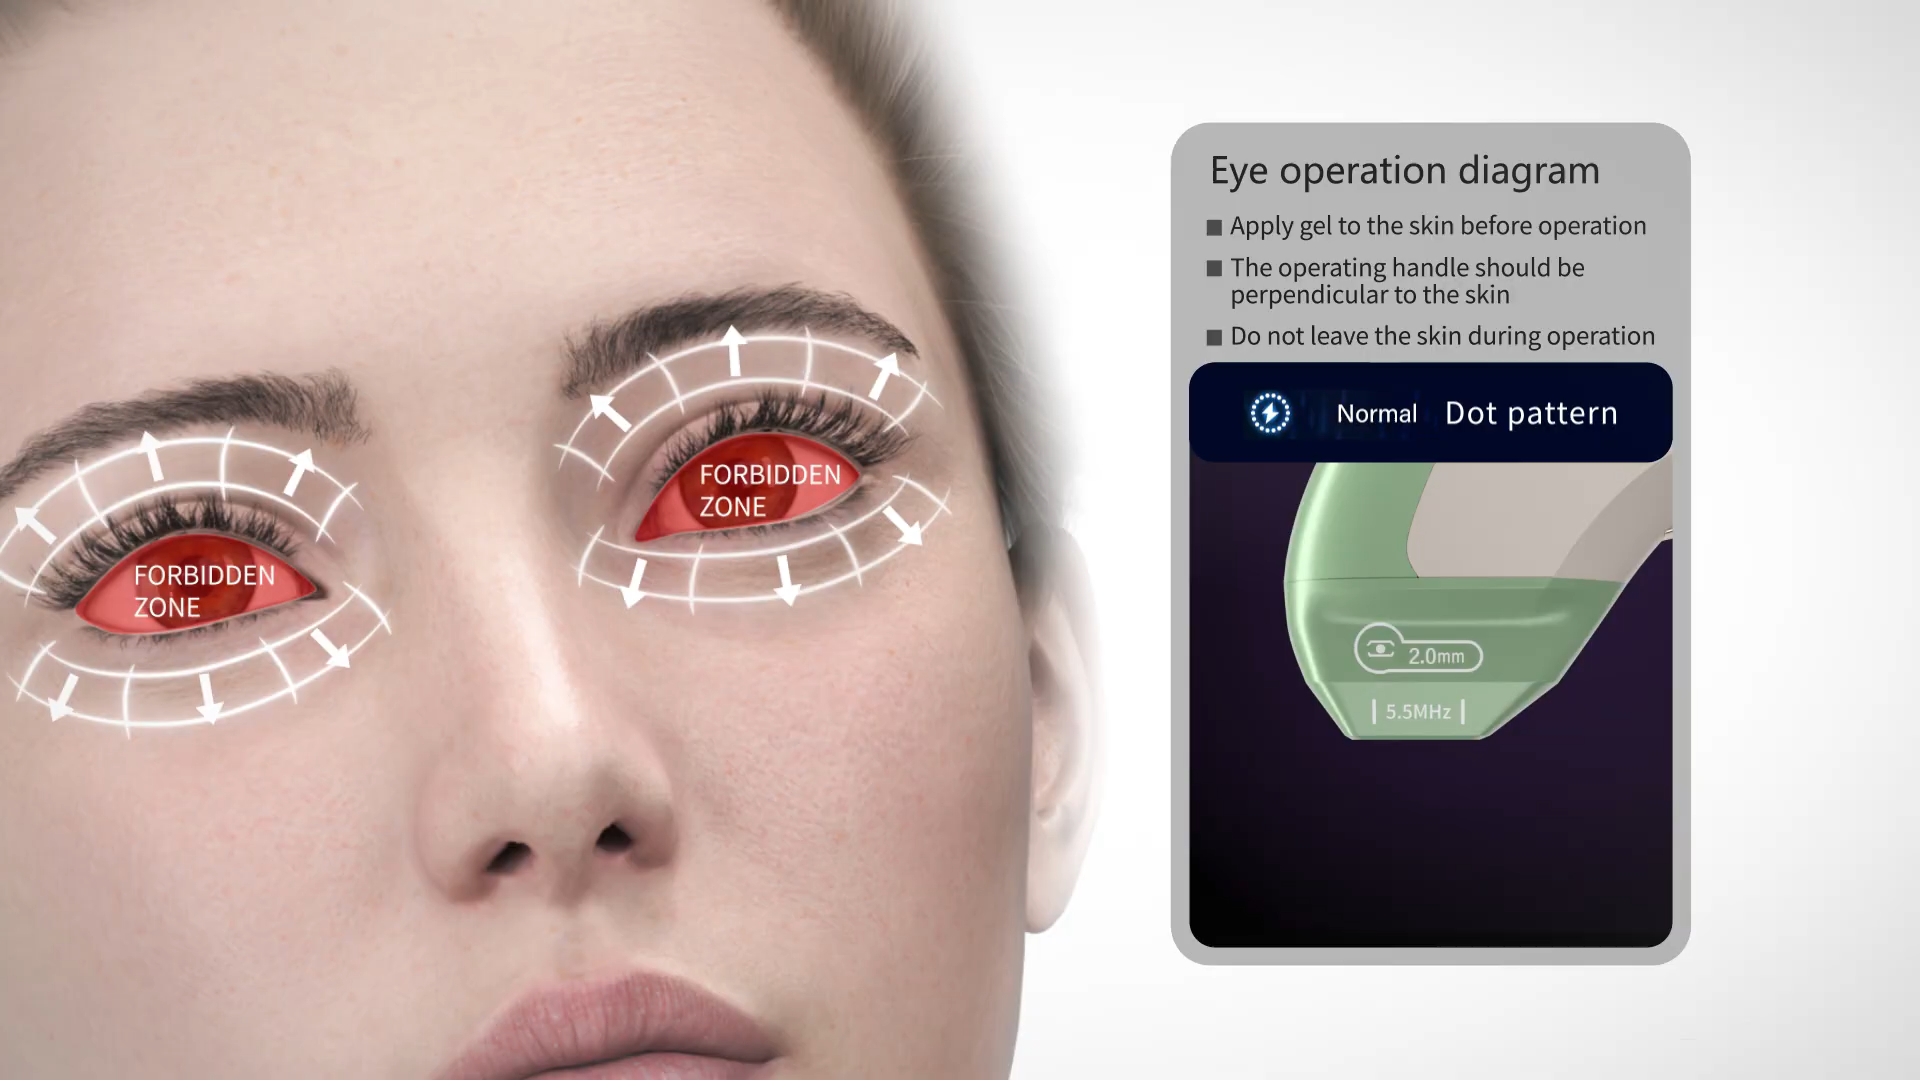 Eye operation diagram
Apply gel to the skin before operation
The operating handle should be
perpendicular to the skin
Do not leave the skin during operation
Normal Dot pattern
2.0mm
5.5MHz
FORBIDDEN
ZONE
FORBIDDEN
ZONE